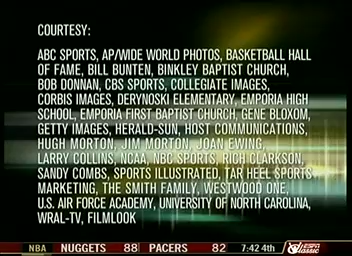 COURTESY:
ABC SPORTS, AP/WIDE WORLD PHOTOS, BASKETBALL HALL
OF FAME, BILL BUNTEN, BINKLEY BAPTIST CHURCH,
BOB DONNAN, CBS SPORTS, COLLEGIATE IMAGES,
CORBIS IMAGES, DERYNOSKI ELEMENTARY, EMPORIA HIGH
SCHOOL, EMPORIA FIRST BAPTIST CHURCH, GENE BLOXOM,
GETTY IMAGES, HERALD-SUN, HOST COMMUNICATIONS,
HUGH MORTON, JIM MORTON, JOAN EWING,
LARRY COLLINS, NCAA, NBC SPORTS, RICH CLARKSON,
SANDY COMBS, SPORTS ILLUSTRATED, TAR HEEL SPORTS
MARKETING, THE SMITH FAMILY, WESTWOOD ONE,
U.S. AIR FORCE ACADEMY, UNIVERSITY OF NORTH CAROLINA,
WRAL-TV, FILMLOOK
NBA NUGGETS 88 PACERS 82 7:42 4th ESPN Classic